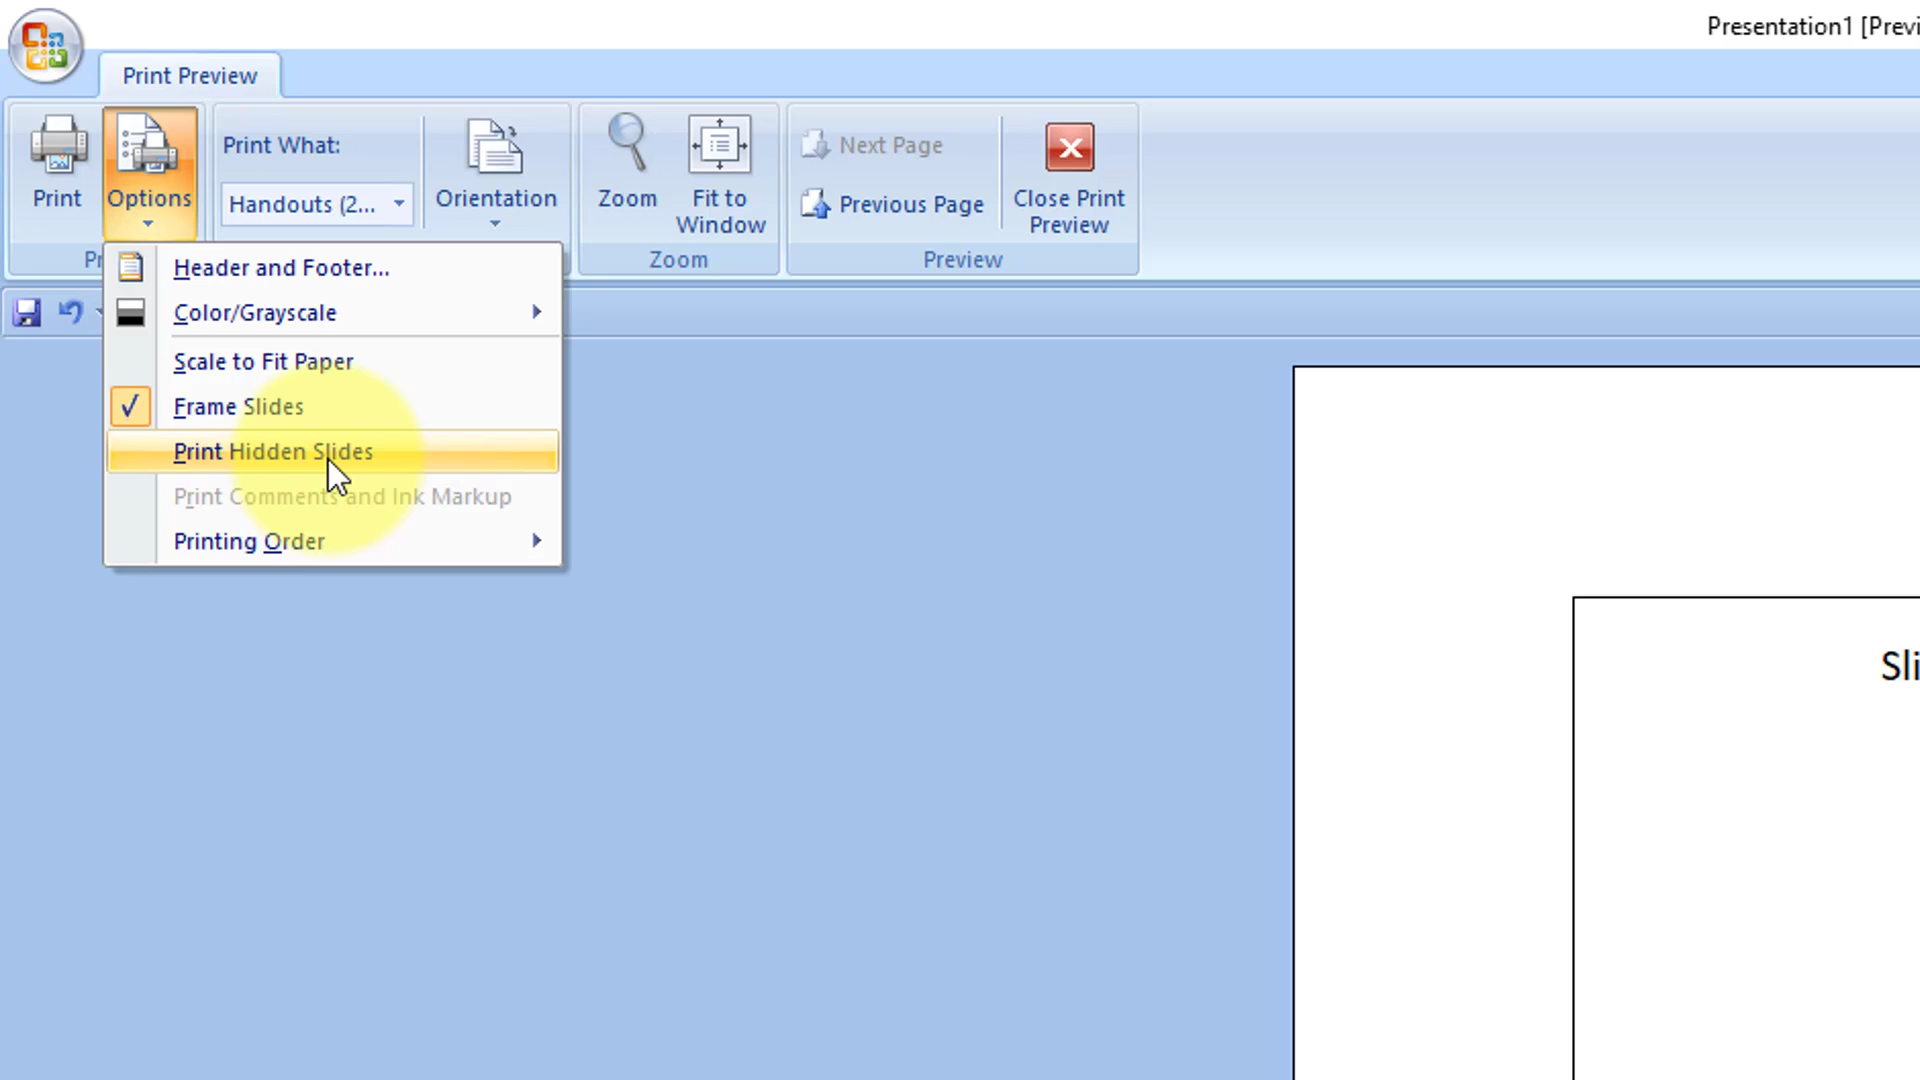 Presentation1 [Previ
Print Preview
Print
Options
Print What:
Handouts (2...
Orientation
Zoom
Fit to
Window
Next Page
Previous Page
Close Print
Preview
Pr
Zoom
Preview
Header and Footer...
Color/Grayscale
Scale to Fit Paper
Frame Slides
Print Hidden Slides
Print Comments and Ink Markup
Printing Order
Sli